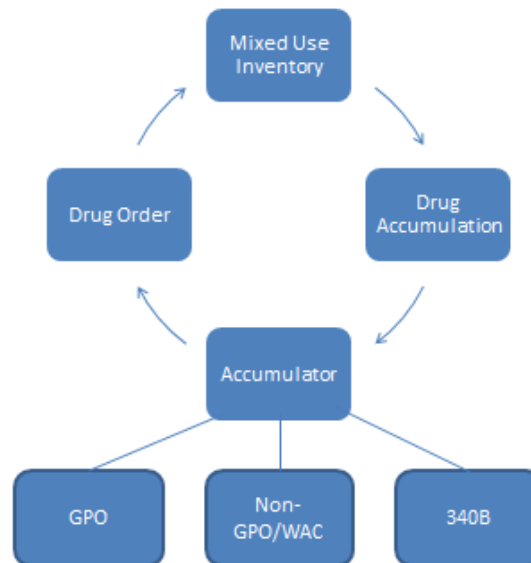 Mixed Use
Inventory
Drug Order
Drug
Accumulation
Accumulator
GPO
Non-
GPO/WAC
340B